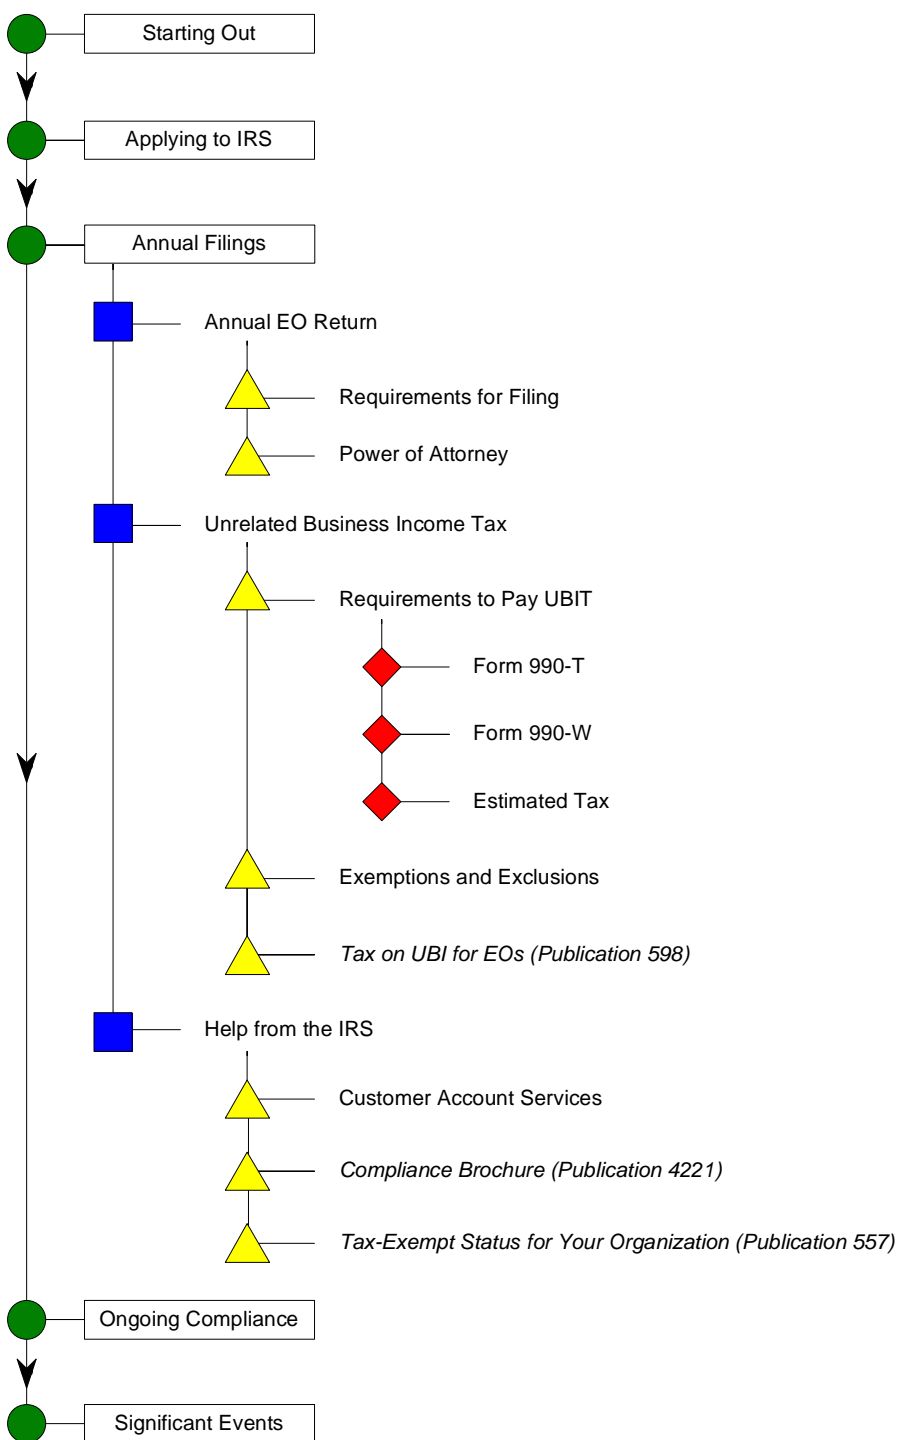 Starting Out
Applying to IRS
Annual Filings
Annual EO Return
Requirements for Filing
Power of Attorney
Unrelated Business Income Tax
Requirements to Pay UBIT
Form 990-T
Form 990-W
Estimated Tax
Exemptions and Exclusions
Tax on UBI for EOs (Publication 598)
Help from the IRS
Customer Account Services
Compliance Brochure (Publication 4221)
Tax-Exempt Status for Your Organization (Publication 557)
Ongoing Compliance
Significant Events